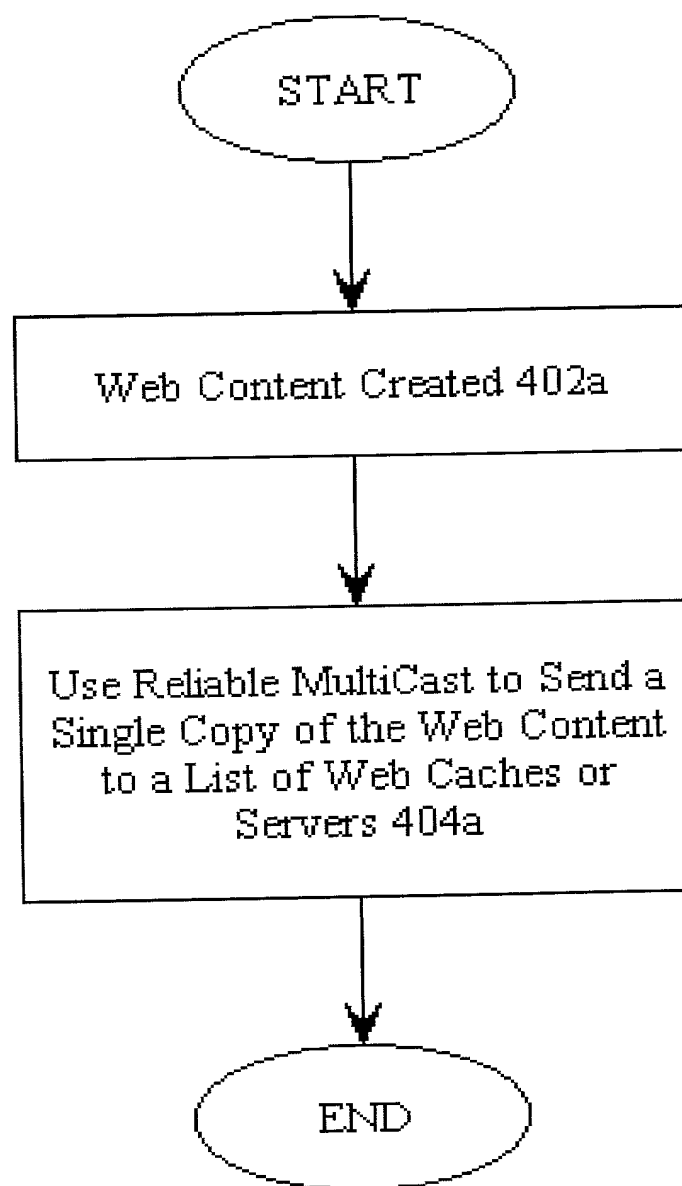 START
Web Content Created 402a
Use Reliable MultiCast to Send a
Single Copy of the Web Content
to a List of Web Caches or
Servers 404a
END